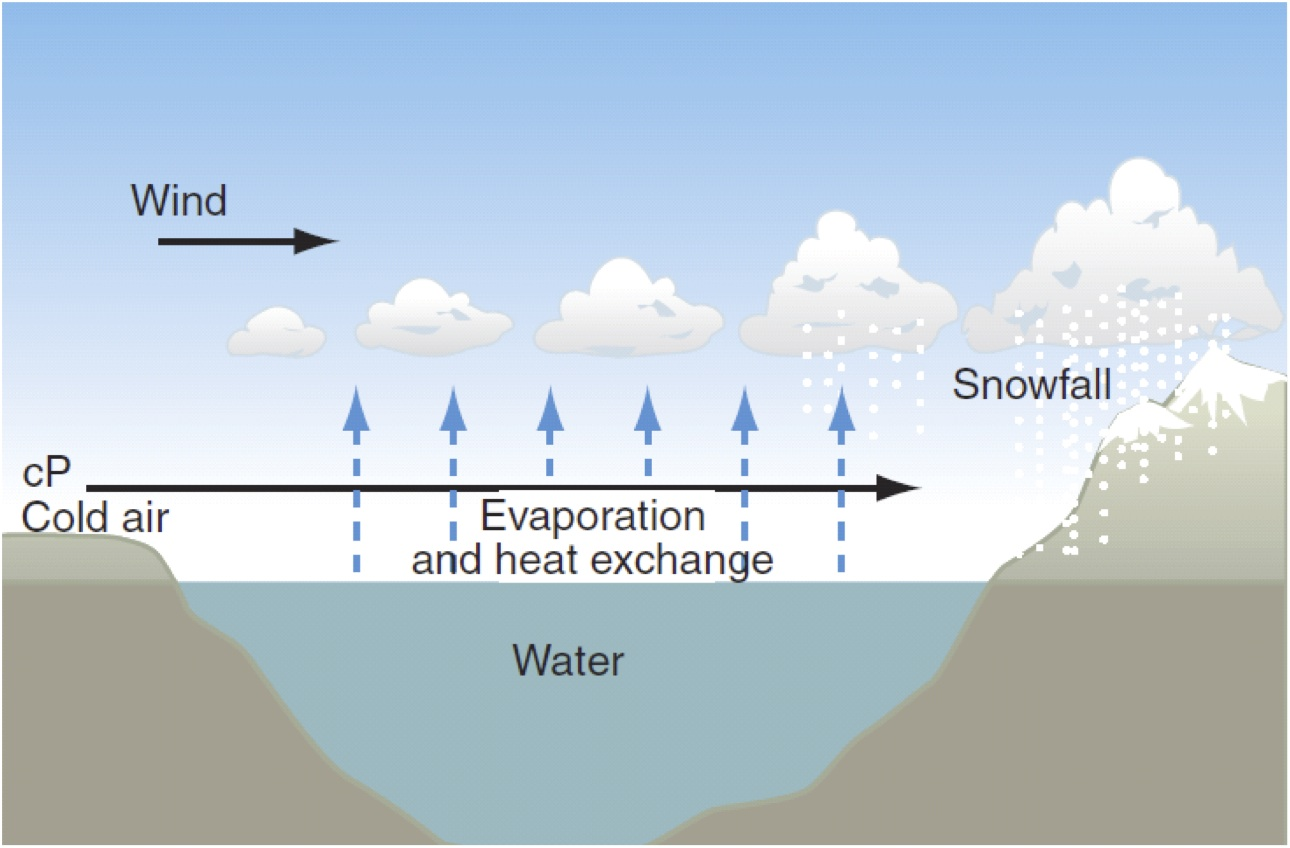 Wind
Snowfall
cP
Cold air
Evaporation
and heat exchange
Water